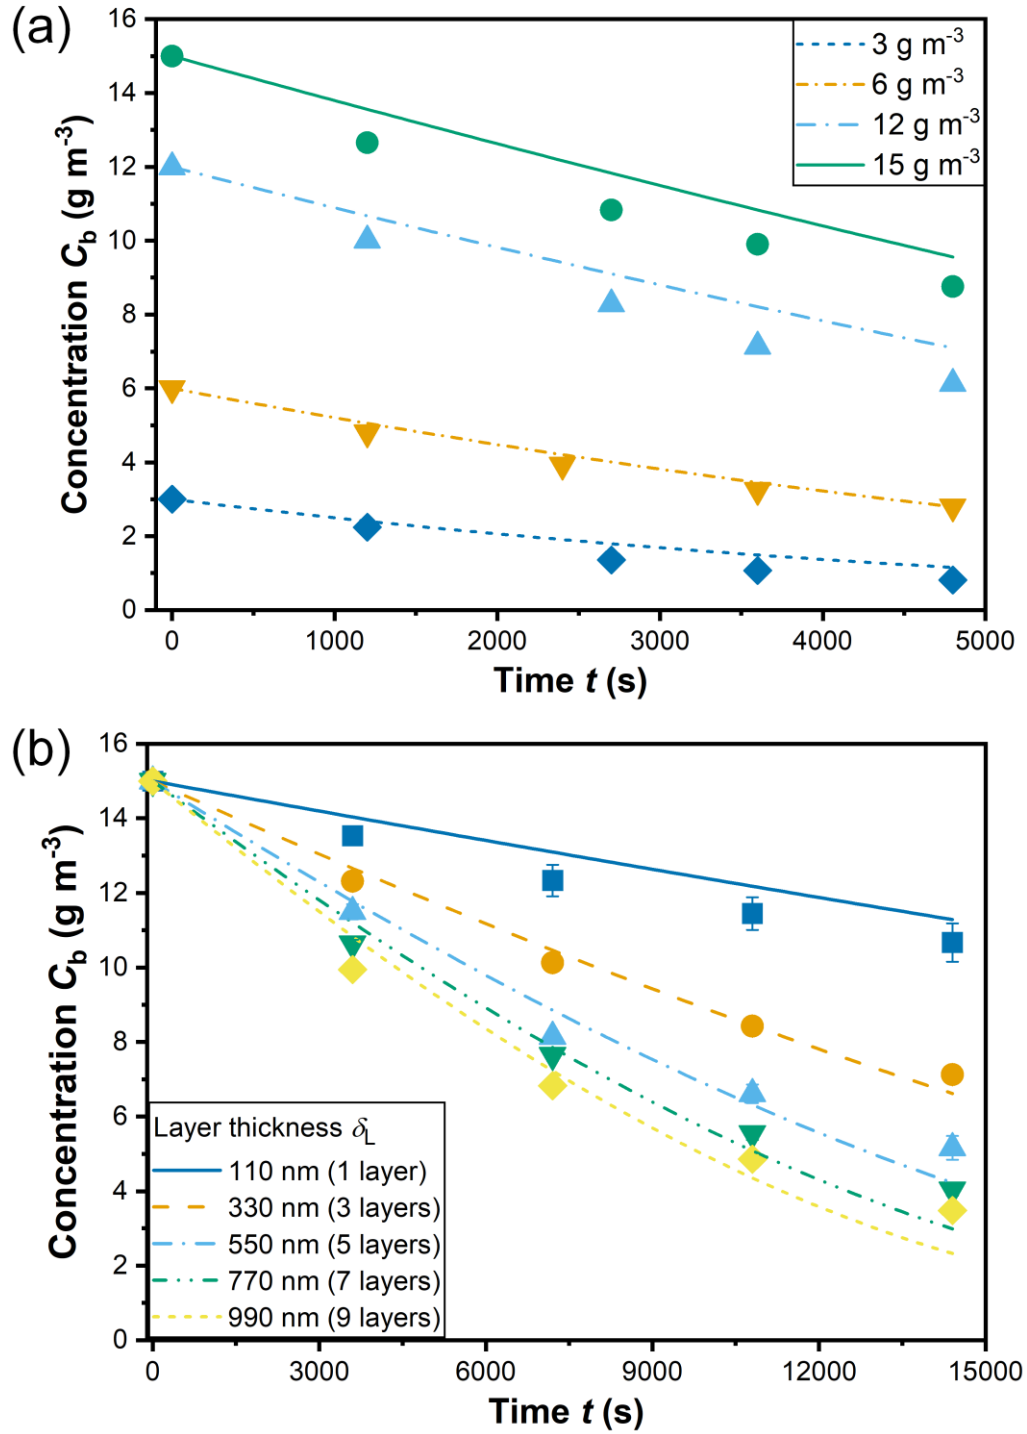 (a)
16
14
12
10
8
6
4
2
0
Concentration C_b (g m⁻³)
3 g m⁻³
6 g m⁻³
12 g m⁻³
15 g m⁻³
0 1000 2000 3000 4000 5000
Time t (s)
(b)
16
14
12
10
8
6
4
2
0
Concentration C_b (g m⁻³)
Layer thickness δ_L
110 nm (1 layer)
330 nm (3 layers)
550 nm (5 layers)
770 nm (7 layers)
990 nm (9 layers)
0 3000 6000 9000 12000 15000
Time t (s)